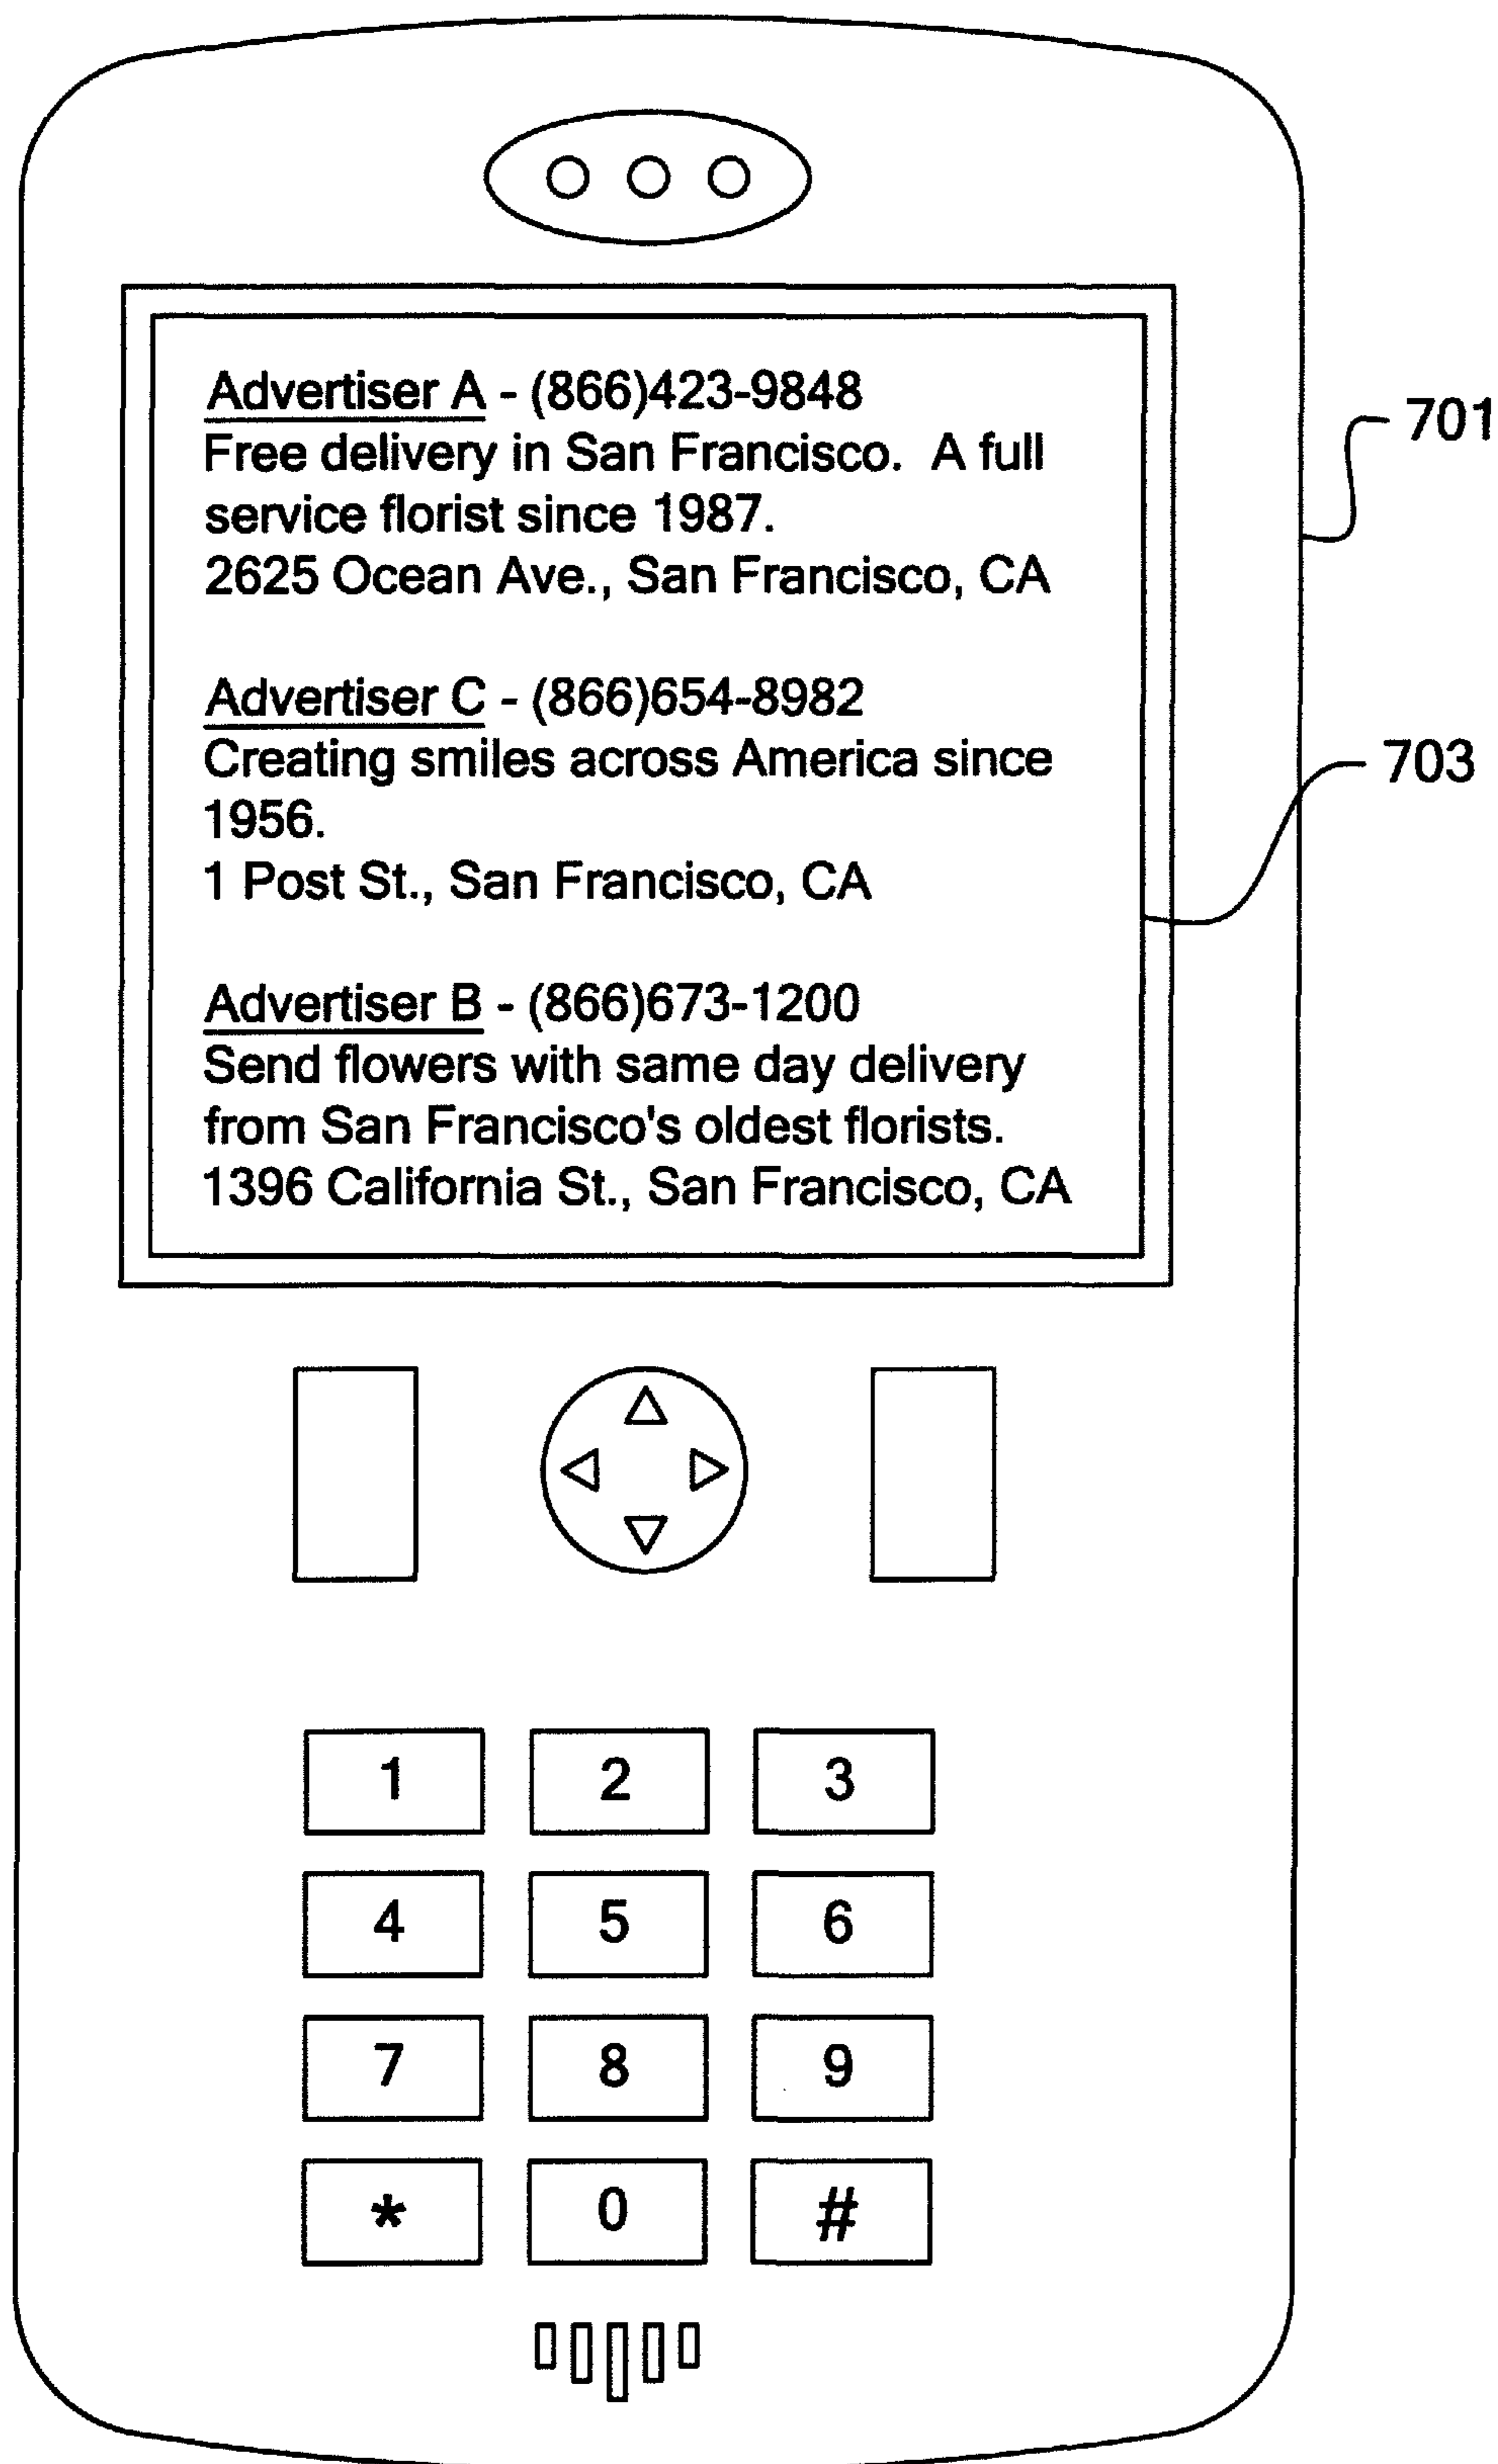 Advertiser A - (866)423-9848
Free delivery in San Francisco.  A full
service florist since 1987.
2625 Ocean Ave., San Francisco, CA
701
Advertiser C - (866)654-8982
Creating smiles across America since
1956.
1 Post St., San Francisco, CA
703
Advertiser B - (866)673-1200
Send flowers with same day delivery
from San Francisco's oldest florists.
1396 California St., San Francisco, CA
1 2 3
4 5 6
7 8 9
* 0 #